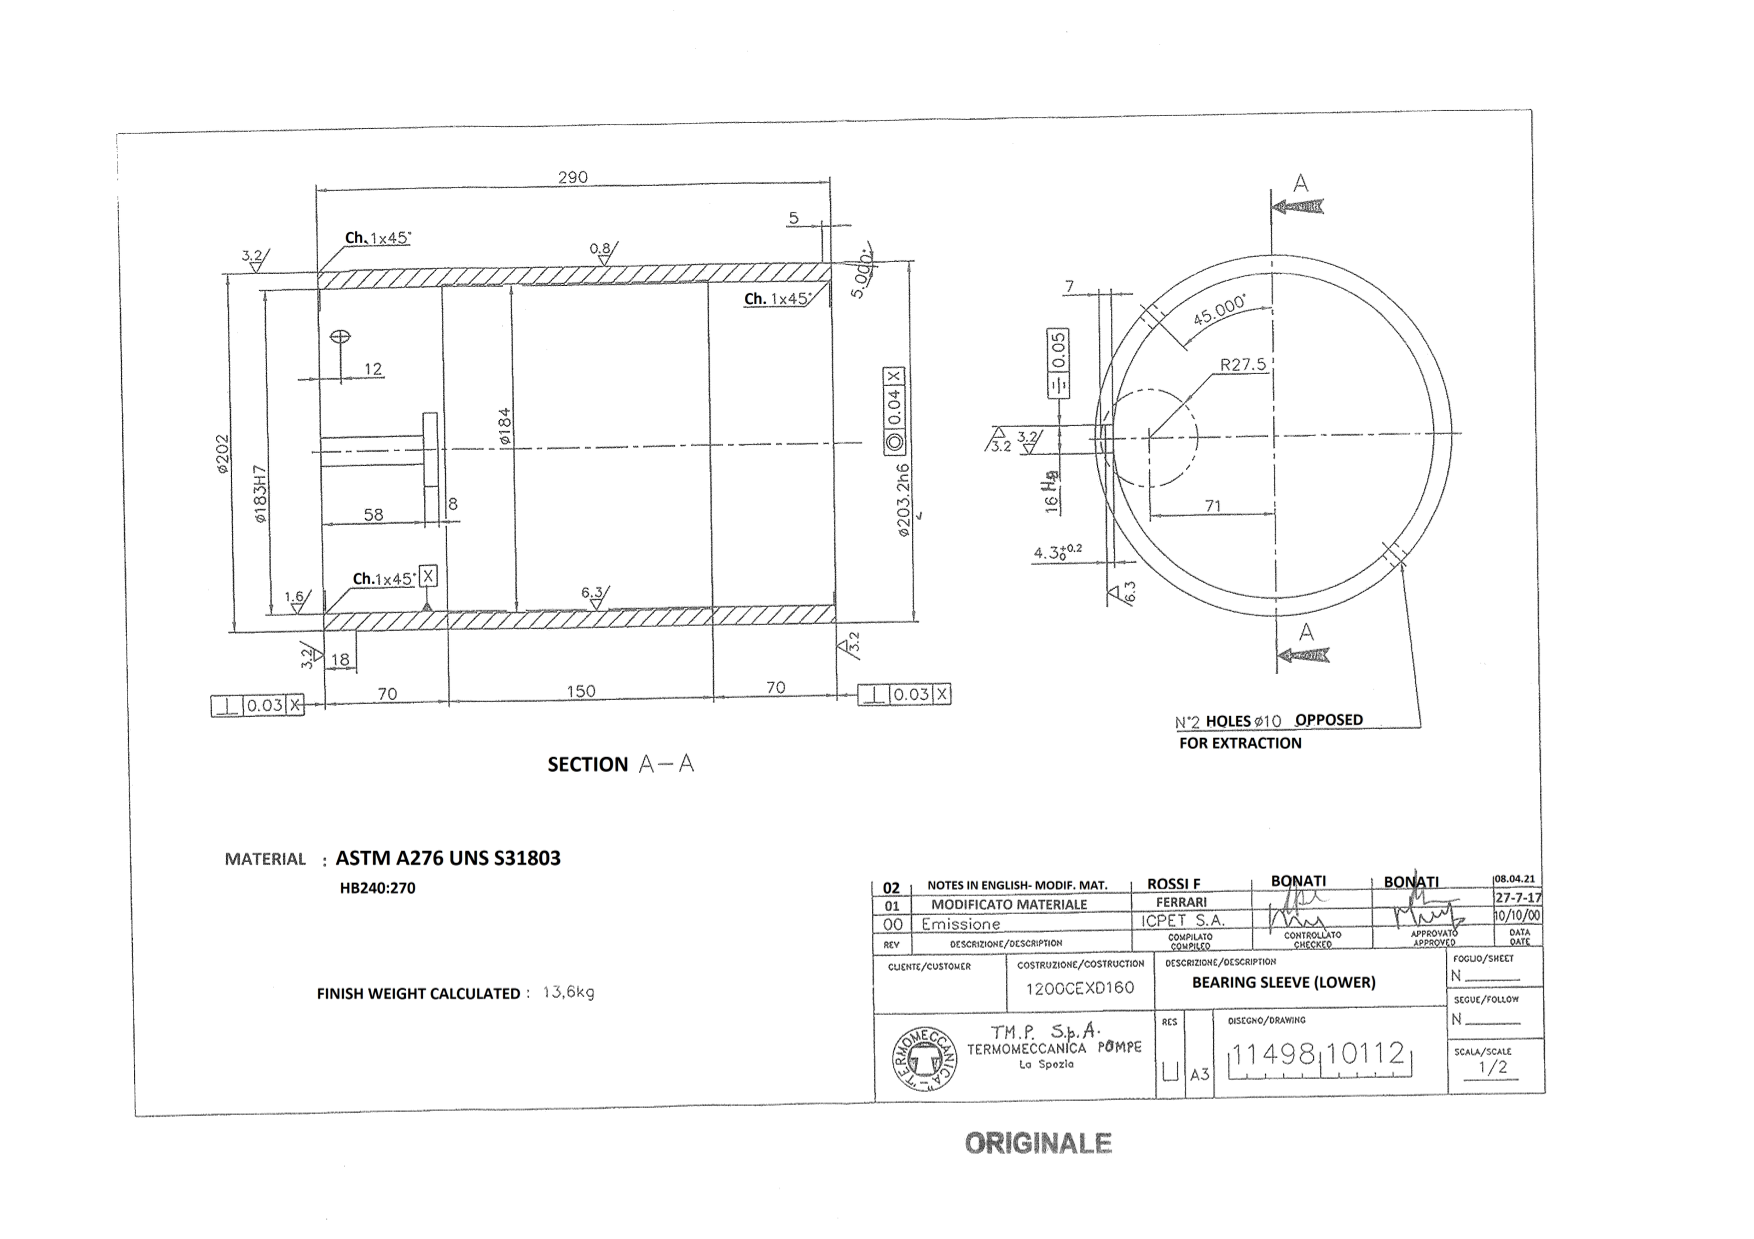 290
5
Ch. 1x45°
3.2
0.8
5.000°
Ch. 1x45°
12
ø202
ø183H7
ø184
0.04 X
ø203.2h6
58
8
Ch.1x45°
X
1.6
6.3
3.2
18
3.2
70
150
70
0.03 X
0.03 X
SECTION A-A
A
7
45.000°
0.05
R27.5
3.2
3.2
16 H9
71
4.3 +0.2 0
6.3
A
N°2 HOLES ø10 OPPOSED
FOR EXTRACTION
MATERIAL : ASTM A276 UNS S31803
HB240:270
FINISH WEIGHT CALCULATED : 13,6kg
02 NOTES IN ENGLISH- MODIF. MAT. ROSSI F BONATI BONATI 08.04.21
01 MODIFICATO MATERIALE FERRARI 27-7-17
00 Emissione ICPET S.A. 10/10/00
REV DESCRIZIONE/DESCRIPTION COMPILATO COMPILED CONTROLLATO CHECKED APPROVATO APPROVED DATA DATE
CLIENTE/CUSTOMER
COSTRUZIONE/COSTRUCTION
1200CEXD160
DESCRIZIONE/DESCRIPTION
BEARING SLEEVE (LOWER)
FOGLIO/SHEET
N
SEGUE/FOLLOW
N
"TERMOMECCANICA"
T.M.P. S.p.A.
TERMOMECCANICA POMPE
La Spezia
RES
U
A3
DISEGNO/DRAWING
11498 10112
SCALA/SCALE
1/2
ORIGINALE